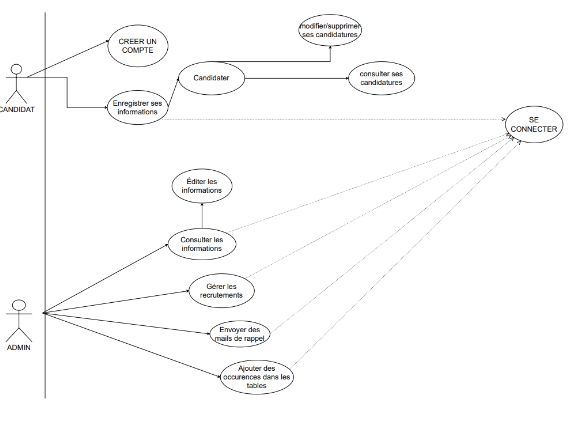 modifier/supprimer
ses candidatures
CREER UN
COMPTE
Candidater
consulter ses
candidatures
CANDIDAT
Enregistrer ses
informations
SE
CONNECTER
Éditer les
informations
Consulter les
informations
Gérer les
recrutements
Envoyer des
mails de rappel
ADMIN
Ajouter des
occurences dans les
tables